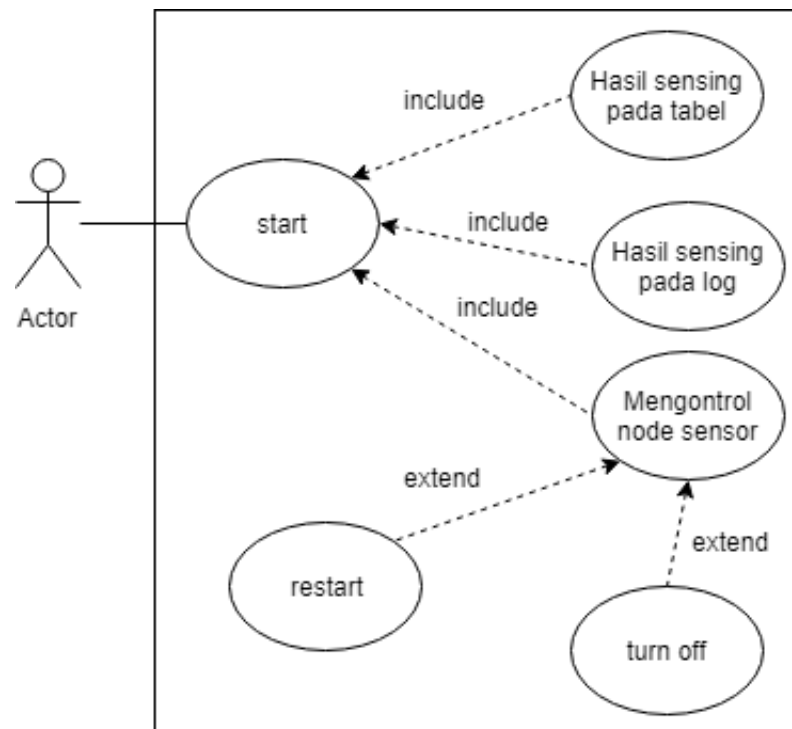 Hasil sensing
pada tabel
include
start
include
Hasil sensing
pada log
Actor
include
Mengontrol
node sensor
extend
extend
restart
turn off